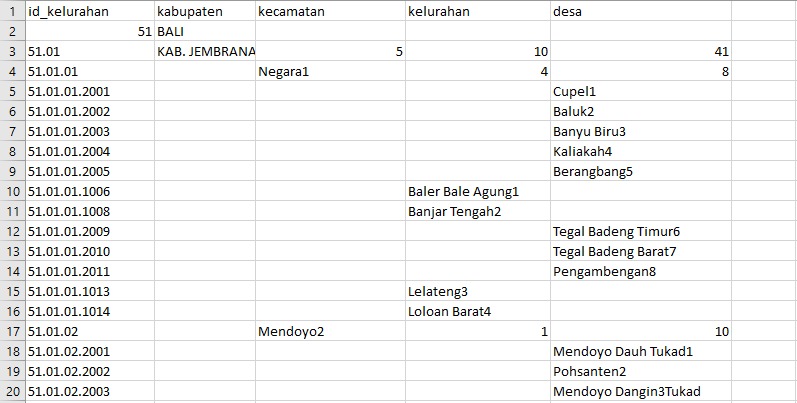 1 id_kelurahan kabupaten kecamatan kelurahan desa
2 51 BALI
3 51.01 KAB. JEMBRANA 5 10 41
4 51.01.01 Negara1 4 8
5 51.01.01.2001 Cupel1
6 51.01.01.2002 Baluk2
7 51.01.01.2003 Banyu Biru3
8 51.01.01.2004 Kaliakah4
9 51.01.01.2005 Berangbang5
10 51.01.01.1006 Baler Bale Agung1
11 51.01.01.1008 Banjar Tengah2
12 51.01.01.2009 Tegal Badeng Timur6
13 51.01.01.2010 Tegal Badeng Barat7
14 51.01.01.2011 Pengambengan8
15 51.01.01.1013 Lelateng3
16 51.01.01.1014 Loloan Barat4
17 51.01.02 Mendoyo2 1 10
18 51.01.02.2001 Mendoyo Dauh Tukad1
19 51.01.02.2002 Pohsanten2
20 51.01.02.2003 Mendoyo Dangin3Tukad